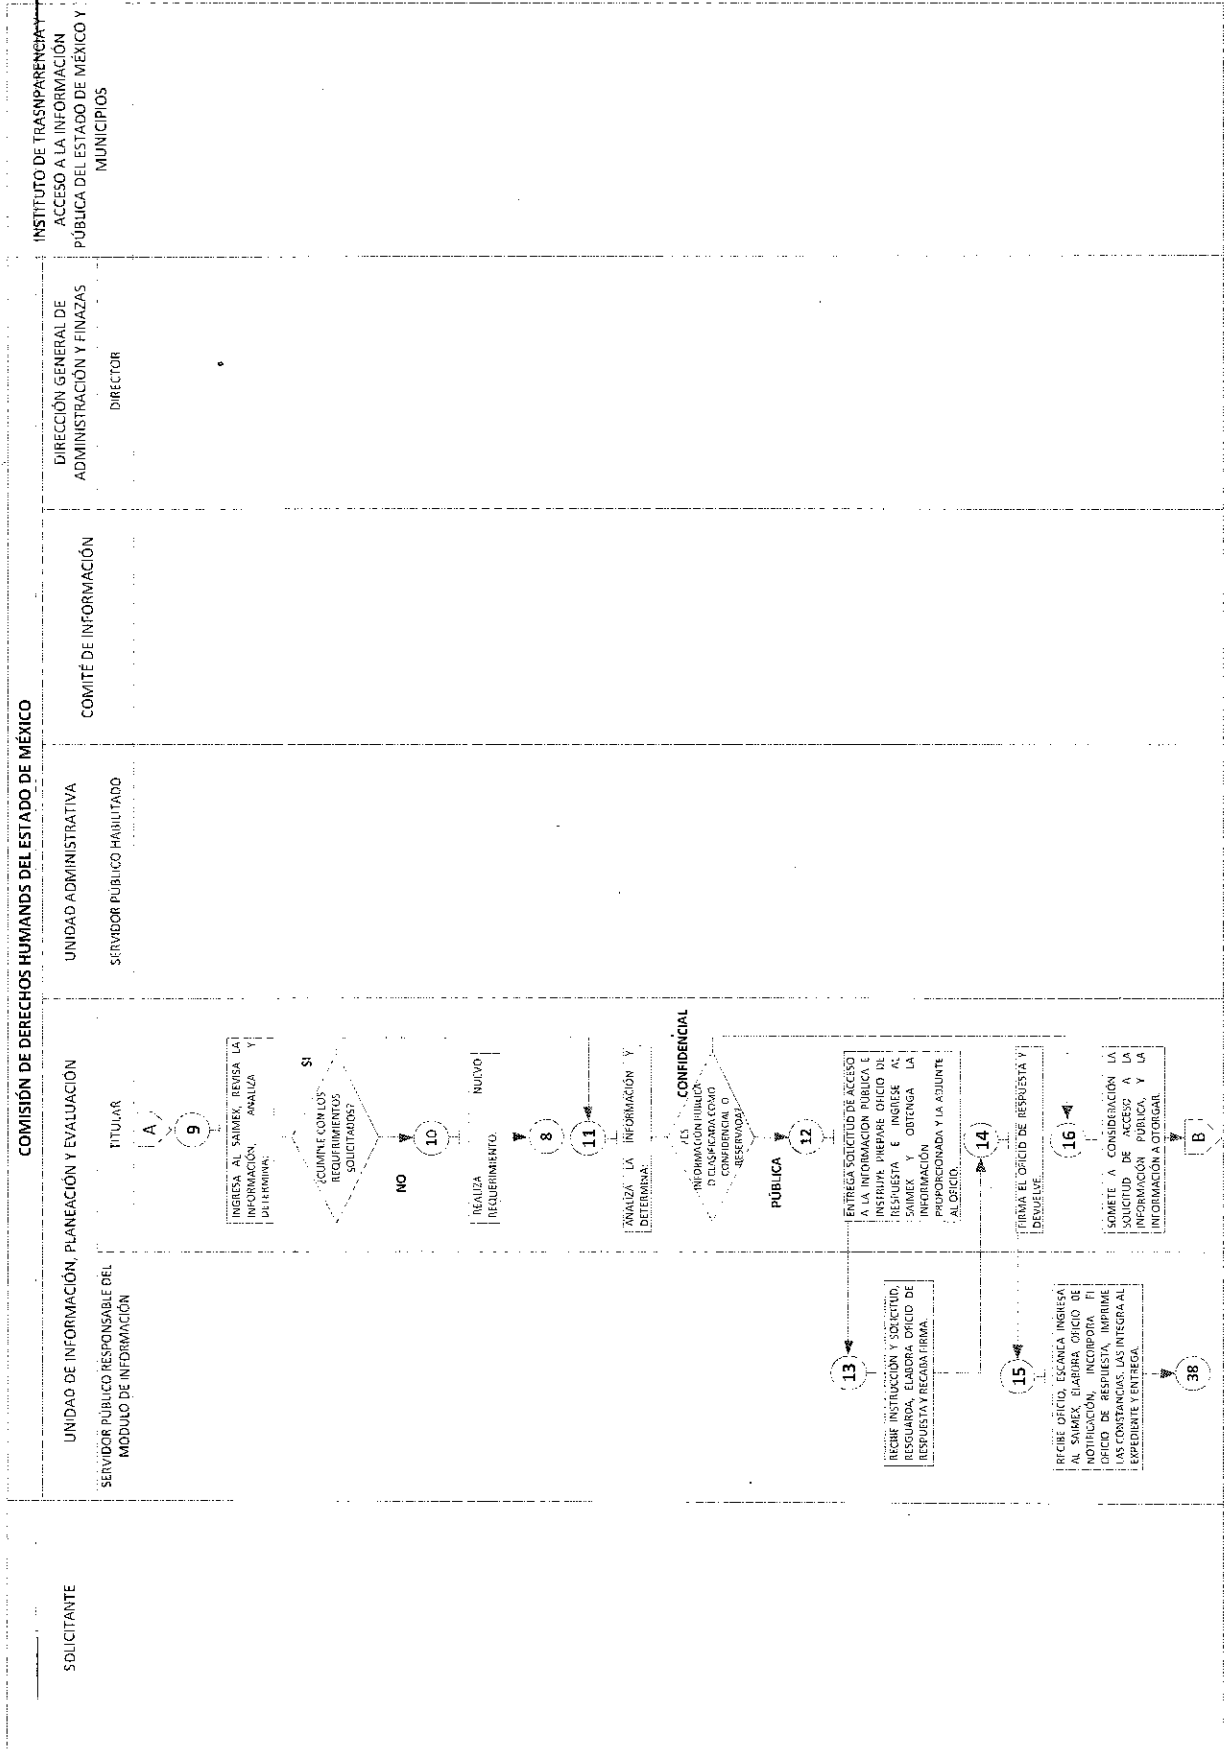 COMISIÓN DE DERECHOS HUMANDS DEL ESTADO DE MÉXICO
SOLICITANTE
UNIDAD DE INFORMACIÓN, PLANEACIÓN Y EVALUACIÓN
SERVIDOR PÚBLICO RESPONSABLE DEL
MODULO DE INFORMACIÓN
TITULAR
UNIDAD ADMINISTRATIVA
SERVIDOR PÚBLICO HABILITADO
COMITÉ DE INFORMACIÓN
DIRECCIÓN GENERAL DE
ADMINISTRACIÓN Y FINAZAS
DIRECTOR
INSTITUTO DE TRASNPARENCIA Y
ACCESO A LA INFORMACIÓN
PÚBLICA DEL ESTADO DE MÉXICO Y
MUNICIPIOS
A
9
INGRESA AL SAIMEX, REVISA LA
INFORMACIÓN, ANALIZA Y
DETERMINA:
SI
¿CUMPLE CON LOS
REQUERIMIENTOS
SOLICITADOS?
NO
10
REALIZA NUEVO
REQUERIMIENTO.
8
11
ANALIZA LA INFORMACIÓN Y
DETERMINA:
CONFIDENCIAL
¿ES
INFORMACIÓN PÚBLICA
O CLASIFICADA COMO
CONFIDENCIAL O
RESERVADA?
PÚBLICA
12
ENTREGA SOLICITUD DE ACCESO
A LA INFORMACIÓN PÚBLICA E
INSTRUYE PREPARE OFICIO DE
RESPUESTA E INGRESE AL
SAIMEX Y OBTENGA LA
INFORMACIÓN
PROPORCIONADA Y LA ADJUNTE
AL OFICIO.
13
RECIBE INSTRUCCIÓN Y SOLICITUD,
RESGUARDA, ELABORA OFICIO DE
RESPUESTA Y RECABA FIRMA.
14
FIRMA EL OFICIO DE RESPUESTA Y
DEVUELVE.
15
RECIBE OFICIO, ESCANEA INGRESA
AL SAIMEX, ELABORA OFICIO DE
NOTIFICACIÓN, INCORPORA EL
OFICIO DE RESPUESTA, IMPRIME
LAS CONSTANCIAS, LAS INTEGRA AL
EXPEDIENTE Y ENTREGA.
38
16
SOMETE A CONSIDERACIÓN LA
SOLICITUD DE ACCESO A LA
INFORMACIÓN PÚBLICA, Y LA
INFORMACIÓN A OTORGAR.
B